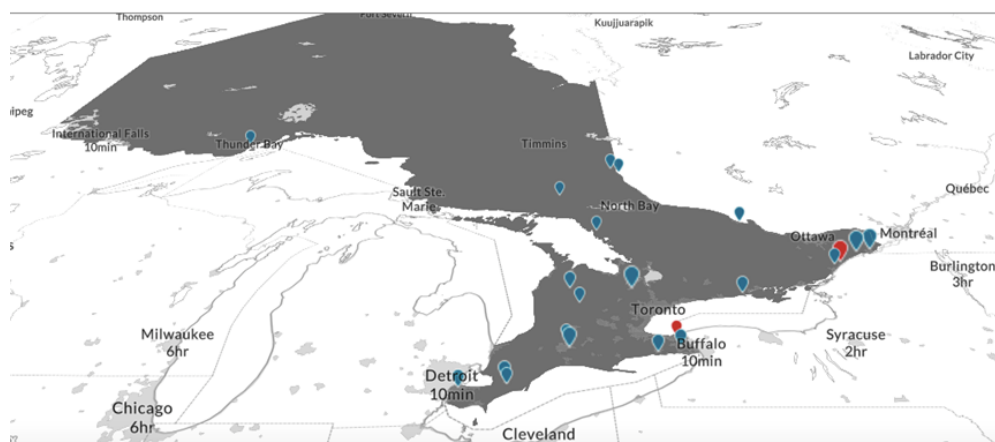 Thompson
Fort Severn
Kuujjuarapik
Labrador City
International Falls
10min
Thunder Bay
Timmins
Sault Ste.
Marie
North Bay
Québec
Ottawa
Montréal
Burlington
3hr
Toronto
Milwaukee
6hr
Buffalo
10min
Syracuse
2hr
Detroit
10min
Chicago
6hr
Cleveland